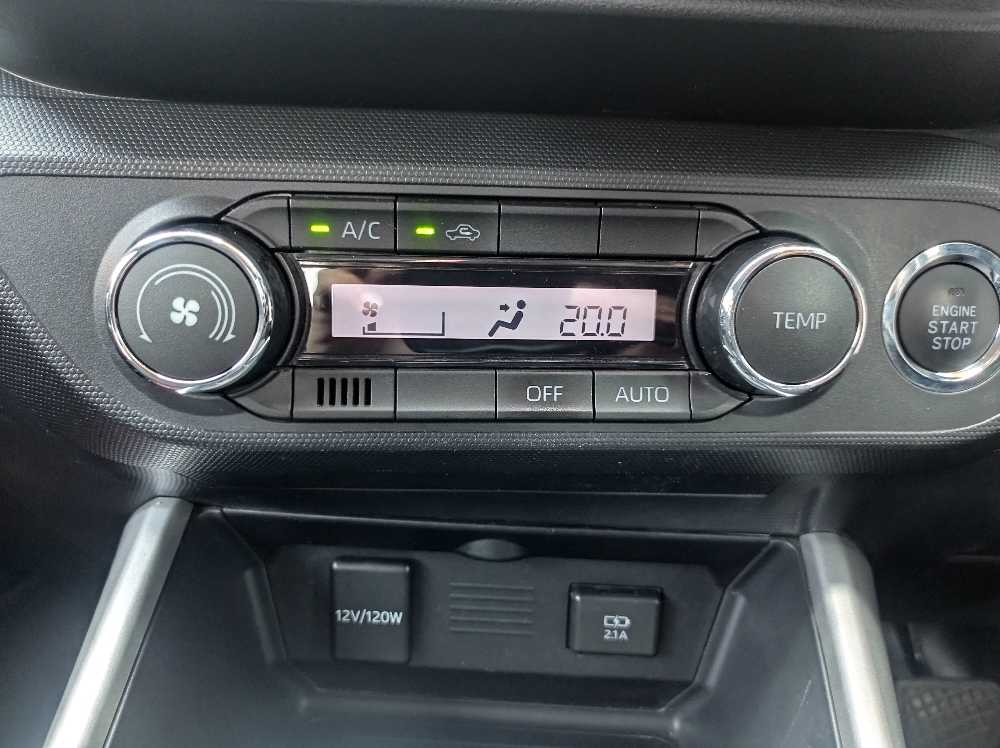 A/C
20.0
TEMP
ENGINE
START
STOP
OFF
AUTO
12V/120W
2.1A